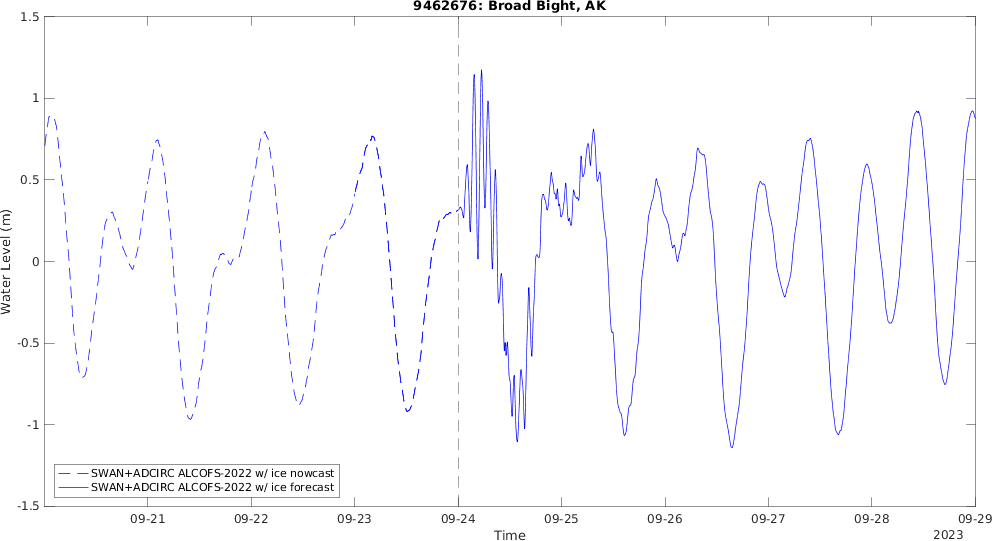 9462676: Broad Bight, AK
Water Level (m)
1.5
1
0.5
0
-0.5
-1
-1.5
SWAN+ADCIRC ALCOFS-2022 w/ ice nowcast
SWAN+ADCIRC ALCOFS-2022 w/ ice forecast
09-21 09-22 09-23 09-24 09-25 09-26 09-27 09-28 09-29
Time
2023